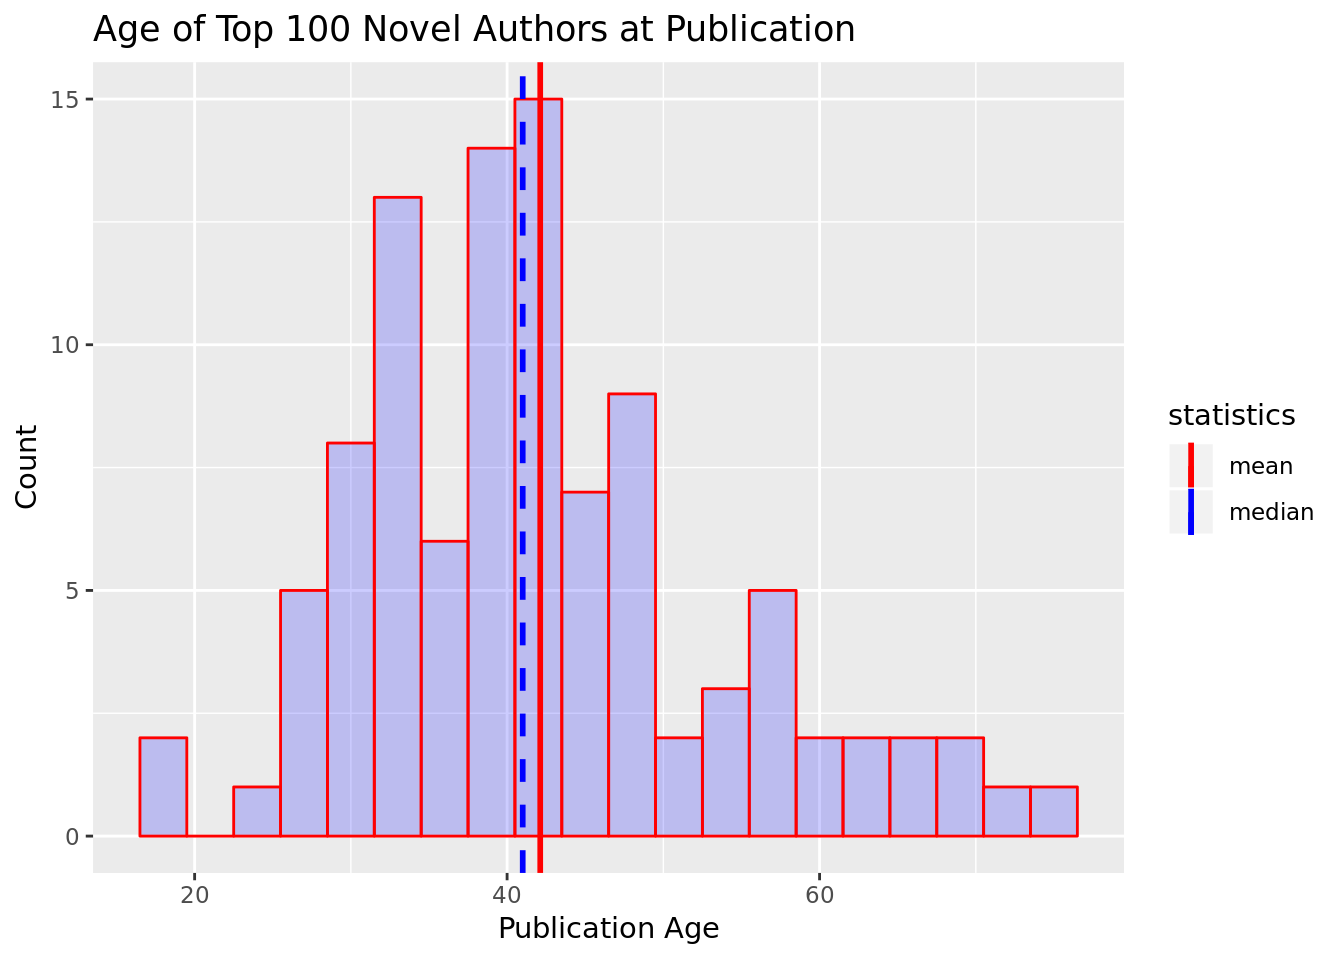 Age of Top 100 Novel Authors at Publication
15
10
5
0
Count
20
40
60
Publication Age
statistics
mean
median